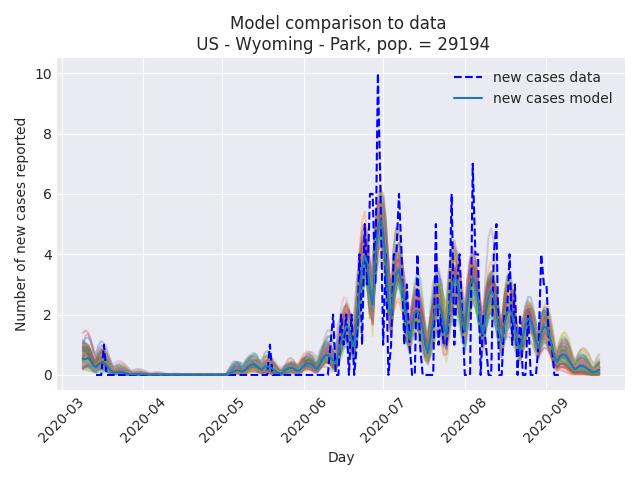 Model comparison to data
US - Wyoming - Park, pop. = 29194
new cases data
new cases model
Number of new cases reported
10
8
6
4
2
0
2020-03
2020-04
2020-05
2020-06
2020-07
2020-08
2020-09
Day